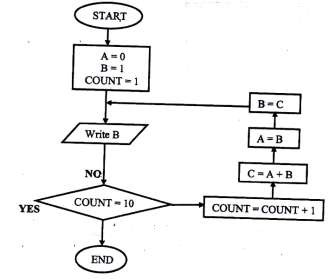 START
A = 0
B = 1
COUNT = 1
B = C
Write B
A = B
NO
C = A + B
YES
COUNT = 10
COUNT = COUNT + 1
END